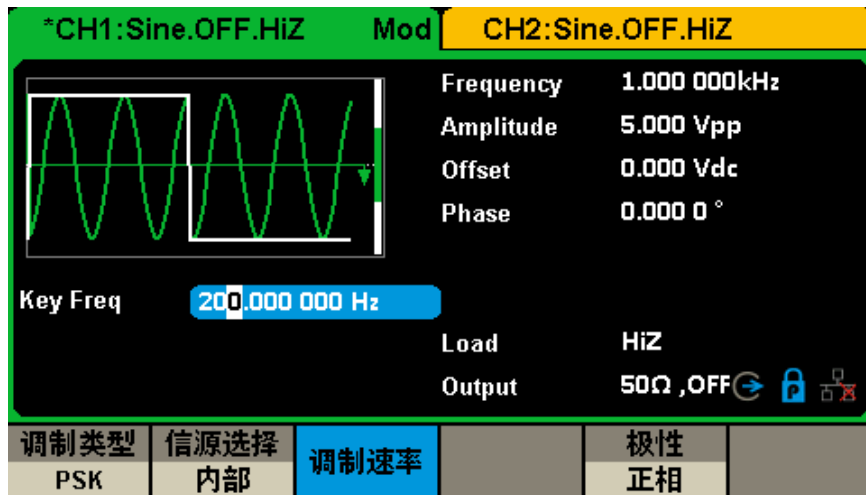 *CH1:Sine.OFF.HiZ Mod CH2:Sine.OFF.HiZ
Frequency 1.000 000kHz
Amplitude 5.000 Vpp
Offset 0.000 Vdc
Phase 0.000 0 °
Key Freq 200.000 000 Hz
Load HiZ
Output 50Ω ,OFF P
调制类型 信源选择 调制速率 极性
PSK 内部 正相